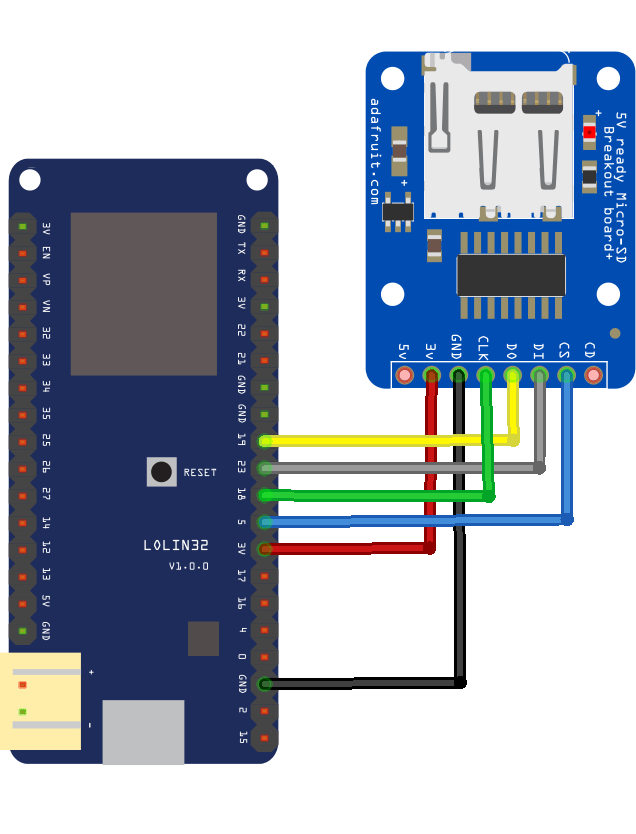 adafruit.com
+
+
5V ready Micro-SD
Breakout board+
5v
3v
GND
CLK
DO
DI
CS
CD
3V
EN
VP
VN
32
33
34
35
25
26
27
14
12
13
5V
GND
GND
TX
RX
3V
22
21
GND
GND
19
23
18
5
3V
17
16
4
0
GND
2
15
RESET
LOLIN32
V1.0.0
+
-